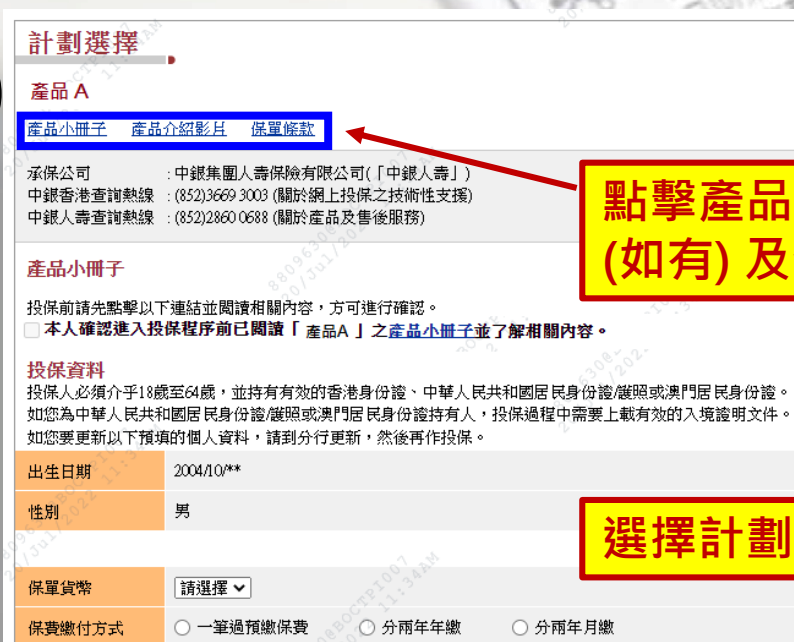 計劃選擇
產品 A
產品小冊子 產品介紹影片 保單條款
承保公司 : 中銀集團人壽保險有限公司(「中銀人壽」)
中銀香港查詢熱線 : (852)3669 3003 (關於網上投保之技術性支援)
中銀人壽查詢熱線 : (852)2860 0688 (關於產品及售後服務)
點擊產品
(如有) 及
產品小冊子
投保前請先點擊以下連結並閱讀相關內容，方可進行確認。
本人確認進入投保程序前已閱讀「 產品A 」之產品小冊子並了解相關內容。
投保資料
投保人必須介乎18歲至64歲，並持有有效的香港身份證、中華人民共和國居民身份證/護照或澳門居民身份證。
如您為中華人民共和國居民身份證/護照或澳門居民身份證持有人，投保過程中需要上載有效的入境證明文件。
如您要更新以下預填的個人資料，請到分行更新，然後再作投保。
出生日期 2004/10/**
性別 男
選擇計劃
保單貨幣 請選擇
保費繳付方式 一筆過預繳保費 分兩年年繳 分兩年月繳